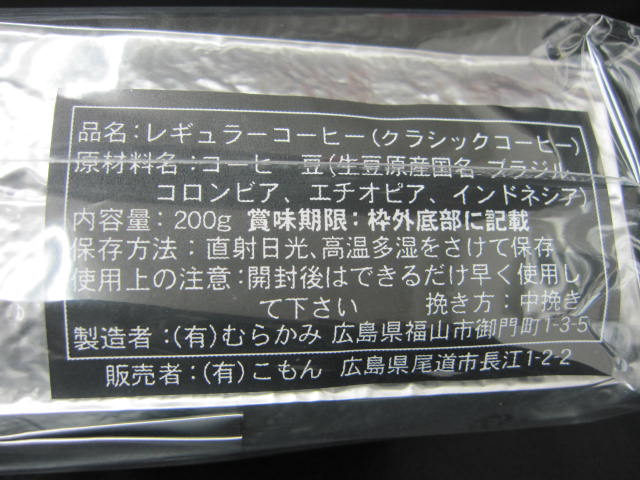 品名：レギュラーコーヒー(クラシックコーヒー)
原材料名：コーヒー豆(生豆原産国名 ブラジル、
コロンビア、エチオピア、インドネシア)
内容量：200g 賞味期限：枠外底部に記載
保存方法：直射日光、高温多湿をさけて保存
使用上の注意：開封後はできるだけ早く使用し
て下さい 挽き方：中挽き
製造者：(有)むらかみ 広島県福山市御門町1-3-5
販売者：(有)こもん 広島県尾道市長江1-2-2